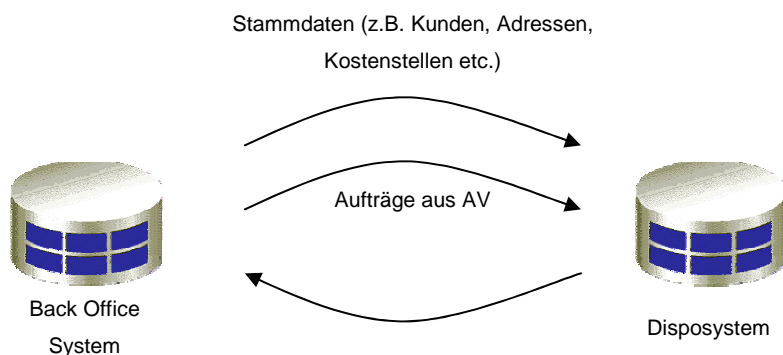 Stammdaten (z.B. Kunden, Adressen,
Kostenstellen etc.)
Aufträge aus AV
Back Office
System
Disposystem